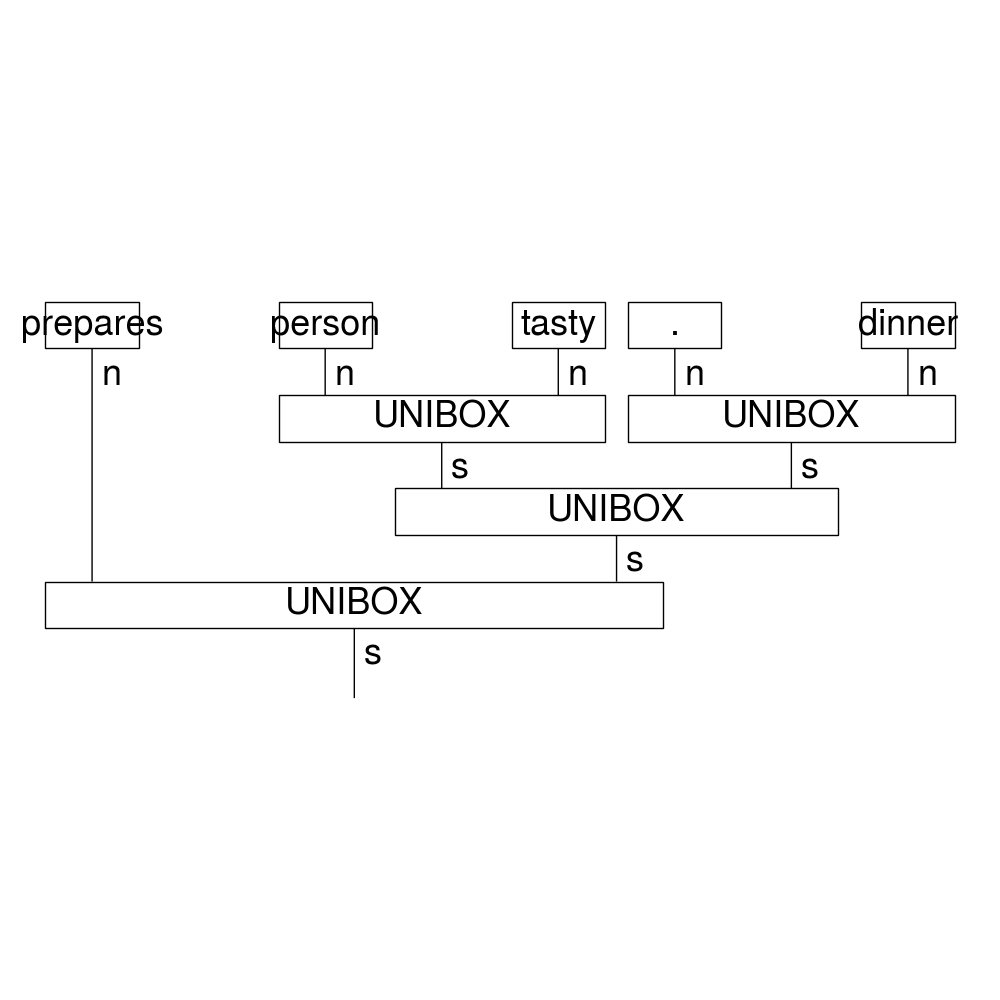 prepares person tasty . dinner
n n n n n
UNIBOX UNIBOX
s s
UNIBOX
s
UNIBOX
s